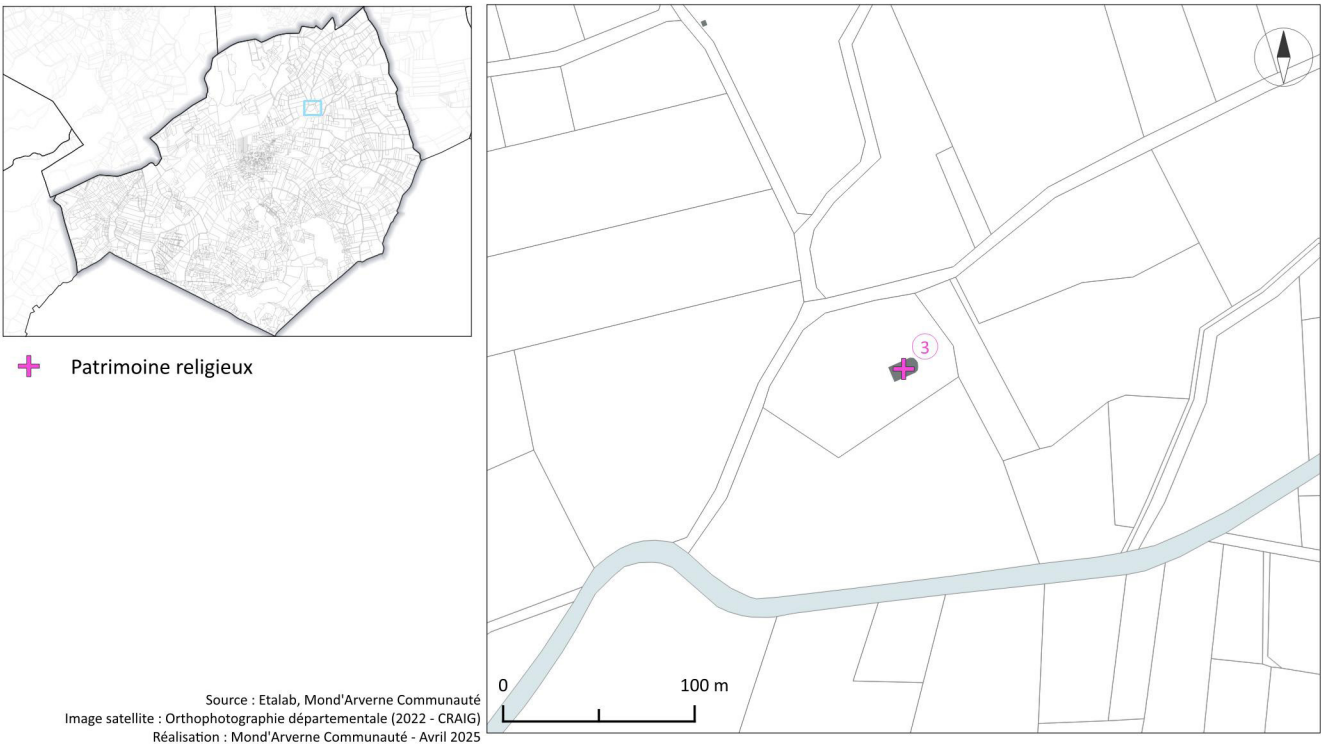 Patrimoine religieux
3
0 100 m
Source : Etalab, Mond'Arverne Communauté
Image satellite : Orthophotographie départementale (2022 - CRAIG)
Réalisation : Mond'Arverne Communauté - Avril 2025